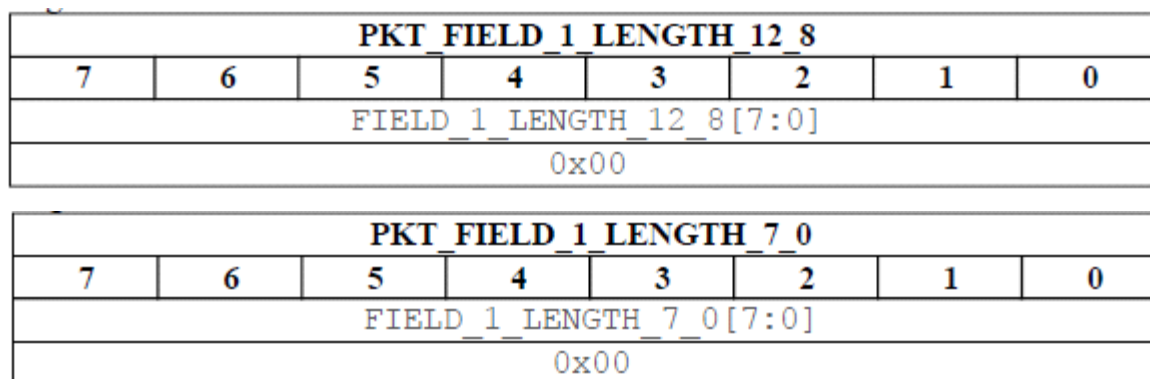 PKT_FIELD_1_LENGTH_12_8
7 6 5 4 3 2 1 0
FIELD_1_LENGTH_12_8[7:0]
0x00
PKT_FIELD_1_LENGTH_7_0
7 6 5 4 3 2 1 0
FIELD_1_LENGTH_7_0[7:0]
0x00